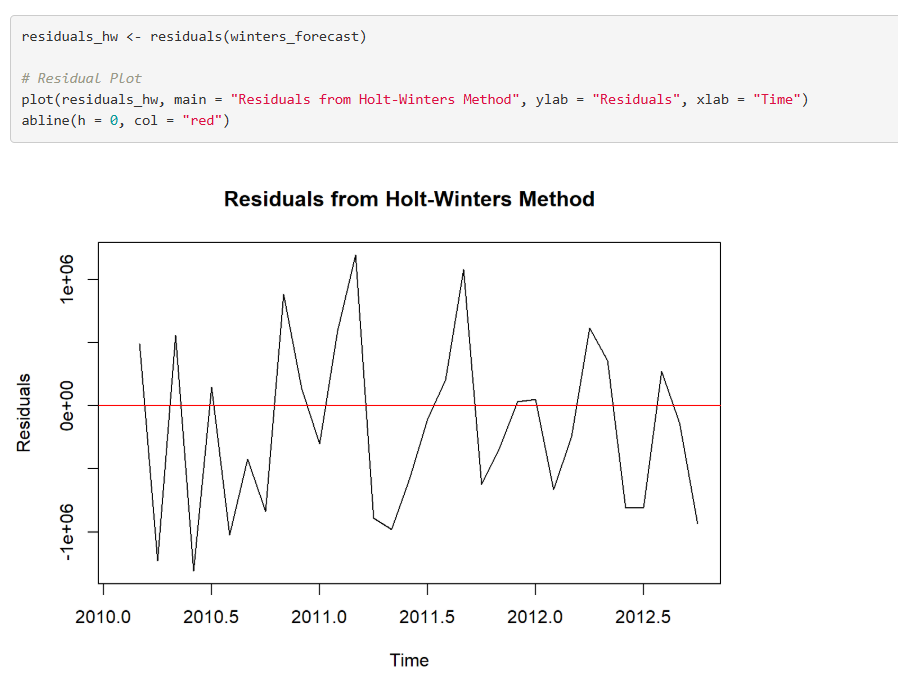 residuals_hw <- residuals(winters_forecast)
# Residual Plot
plot(residuals_hw, main = "Residuals from Holt-Winters Method", ylab = "Residuals", xlab = "Time")
abline(h = 0, col = "red")
Residuals from Holt-Winters Method
1e+06
0e+00
-1e+06
Residuals
2010.0 2010.5 2011.0 2011.5 2012.0 2012.5
Time